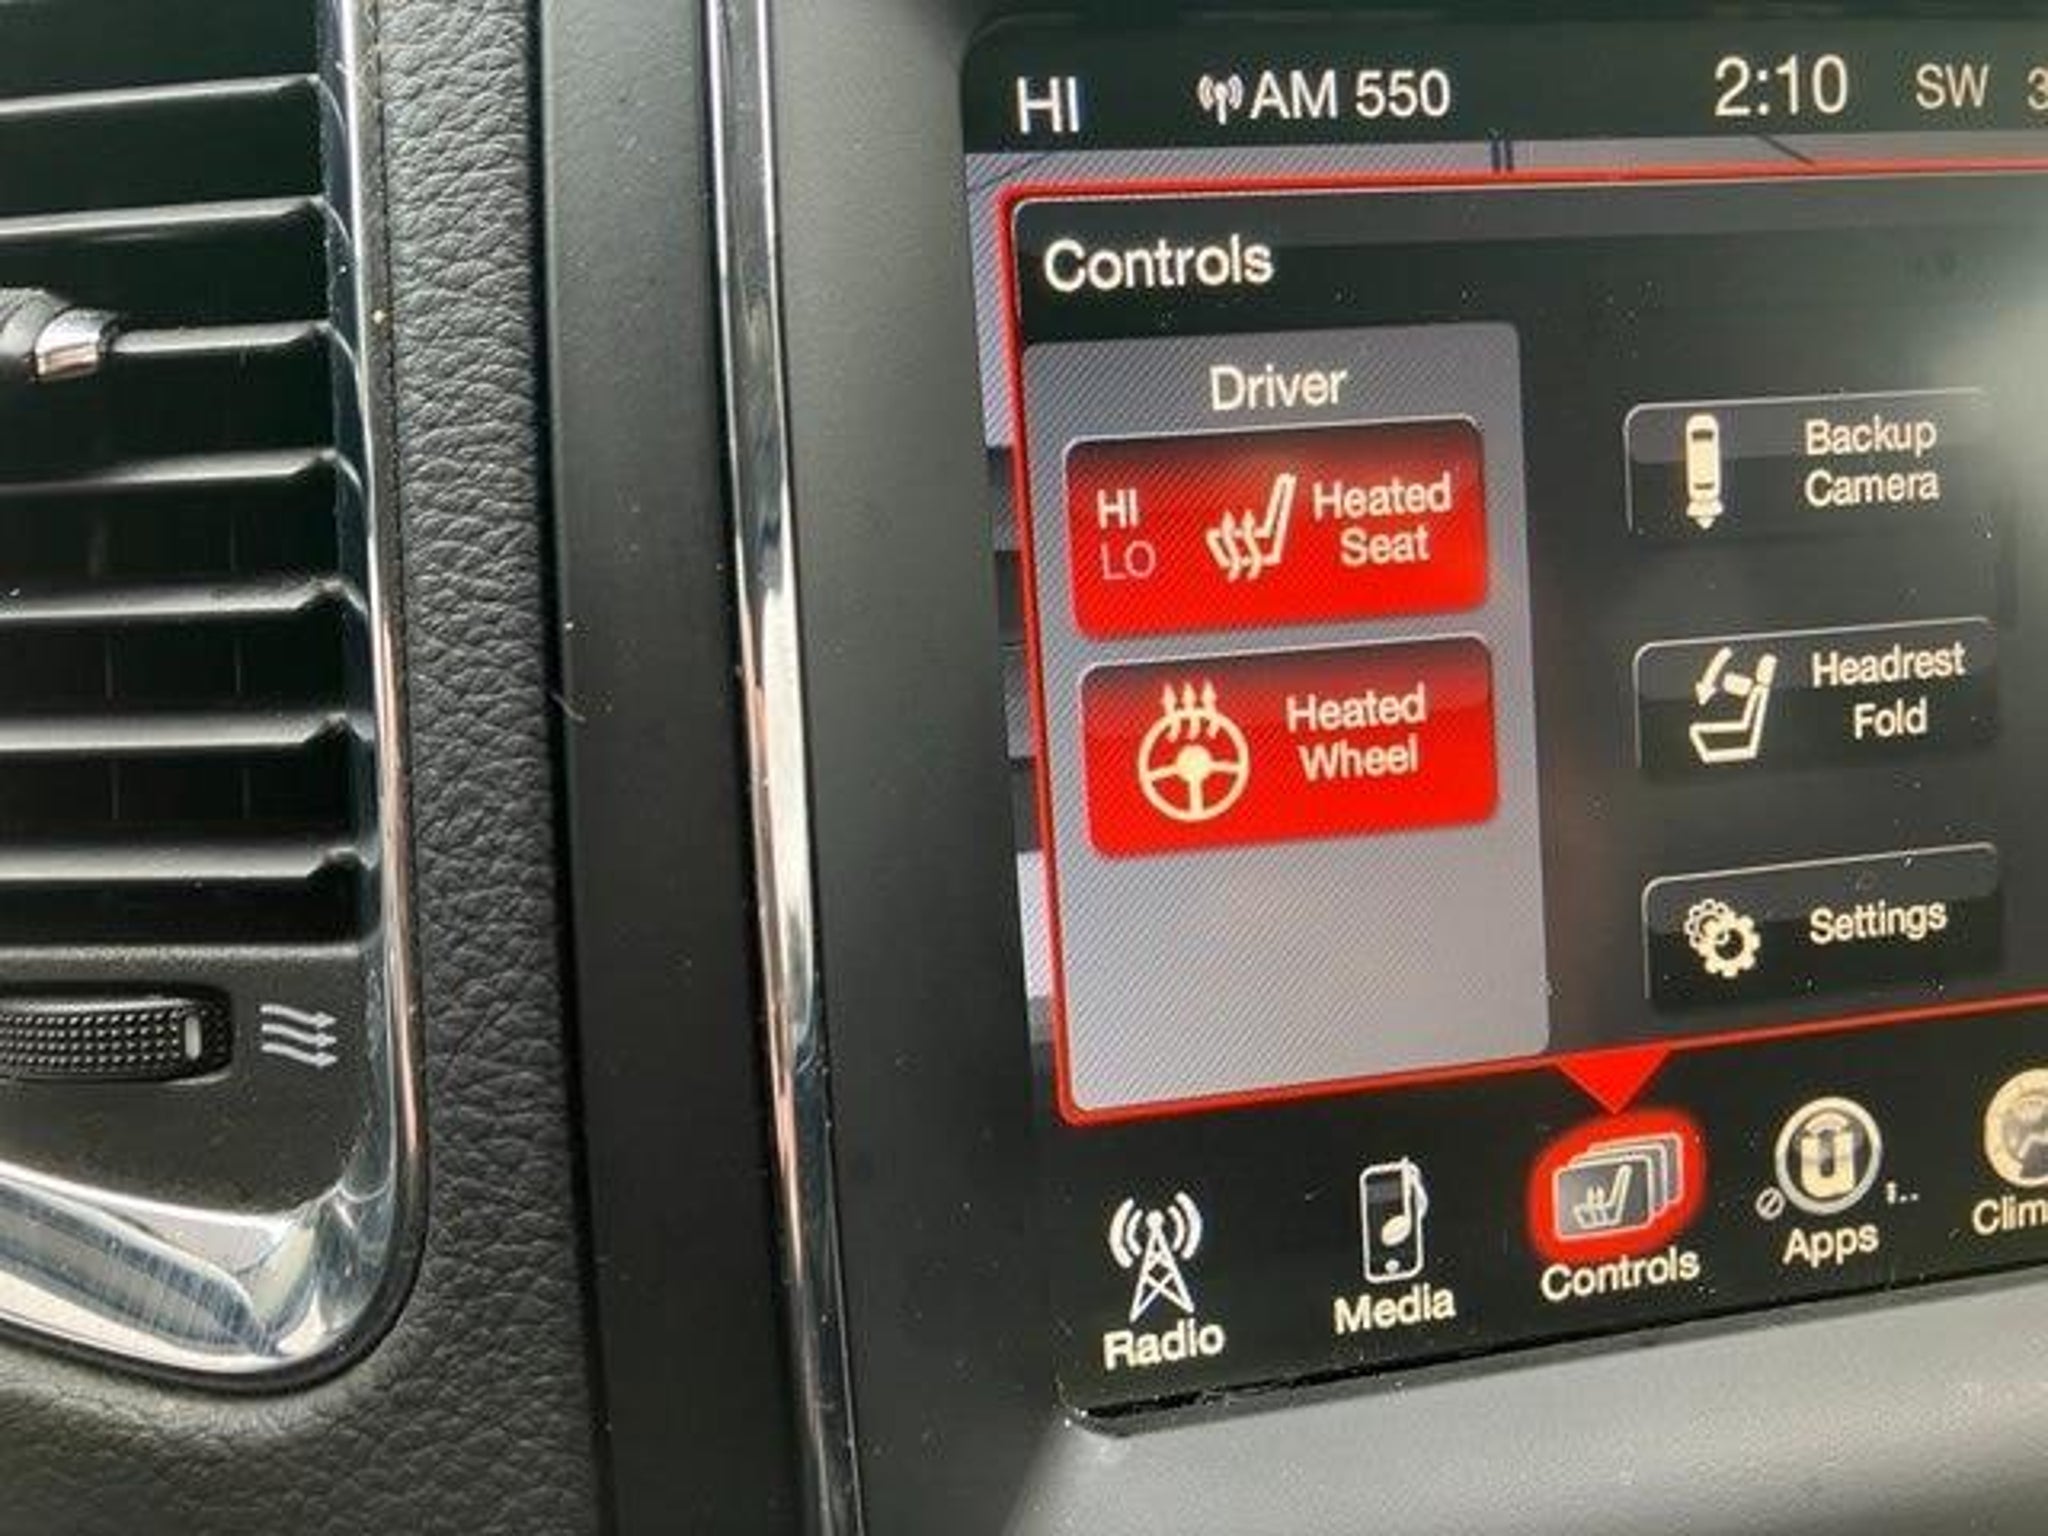 HI AM 550 2:10 SW
Controls
Driver
HI
LO
Heated
Seat
Heated
Wheel
Backup
Camera
Headrest
Fold
Settings
Radio
Media
Controls
Apps